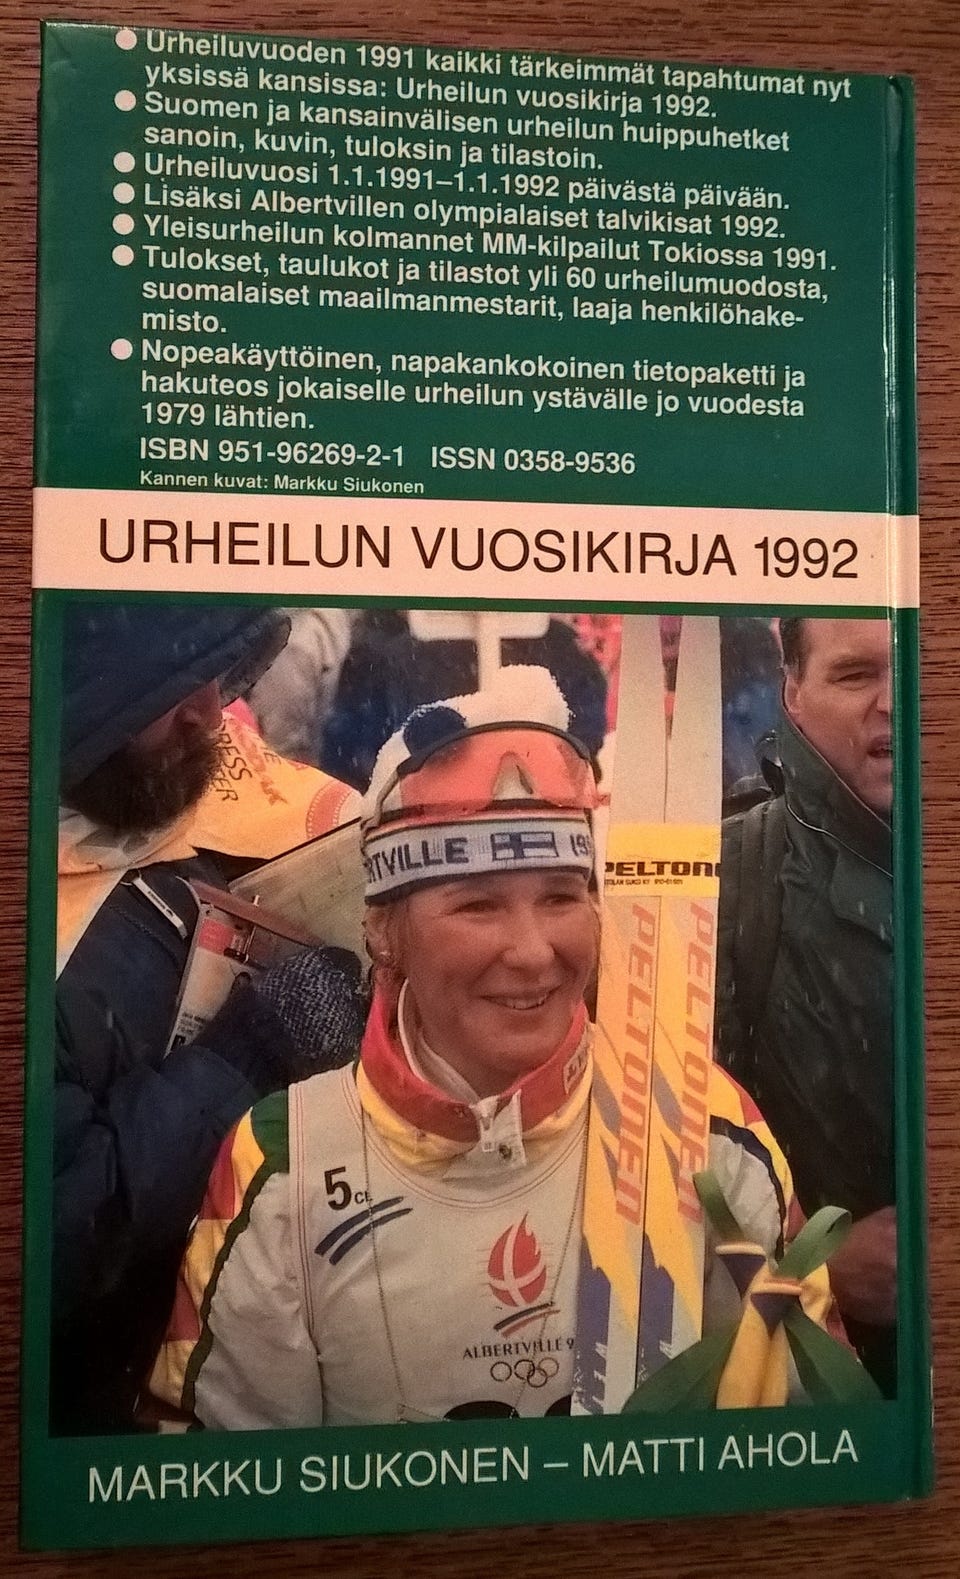 ● Urheiluvuoden 1991 kaikki tärkeimmät tapahtumat nyt
yksissä kansissa: Urheilun vuosikirja 1992.
● Suomen ja kansainvälisen urheilun huippuhetket
sanoin, kuvin, tuloksin ja tilastoin.
● Urheiluvuosi 1.1.1991–1.1.1992 päivästä päivään.
● Lisäksi Albertvillen olympialaiset talvikisat 1992.
● Yleisurheilun kolmannet MM-kilpailut Tokiossa 1991.
● Tulokset, taulukot ja tilastot yli 60 urheilumuodosta,
suomalaiset maailmanmestarit, laaja henkilöhake-
misto.
● Nopeakäyttöinen, napakankokoinen tietopaketti ja
hakuteos jokaiselle urheilun ystävälle jo vuodesta
1979 lähtien.
ISBN 951-96269-2-1 ISSN 0358-9536
Kannen kuvat: Markku Siukonen
URHEILUN VUOSIKIRJA 1992
RTVILLE 19
PELTON
PELTONEN PELTONEN
5
ALBERTVILLE 9
MARKKU SIUKONEN – MATTI AHOLA